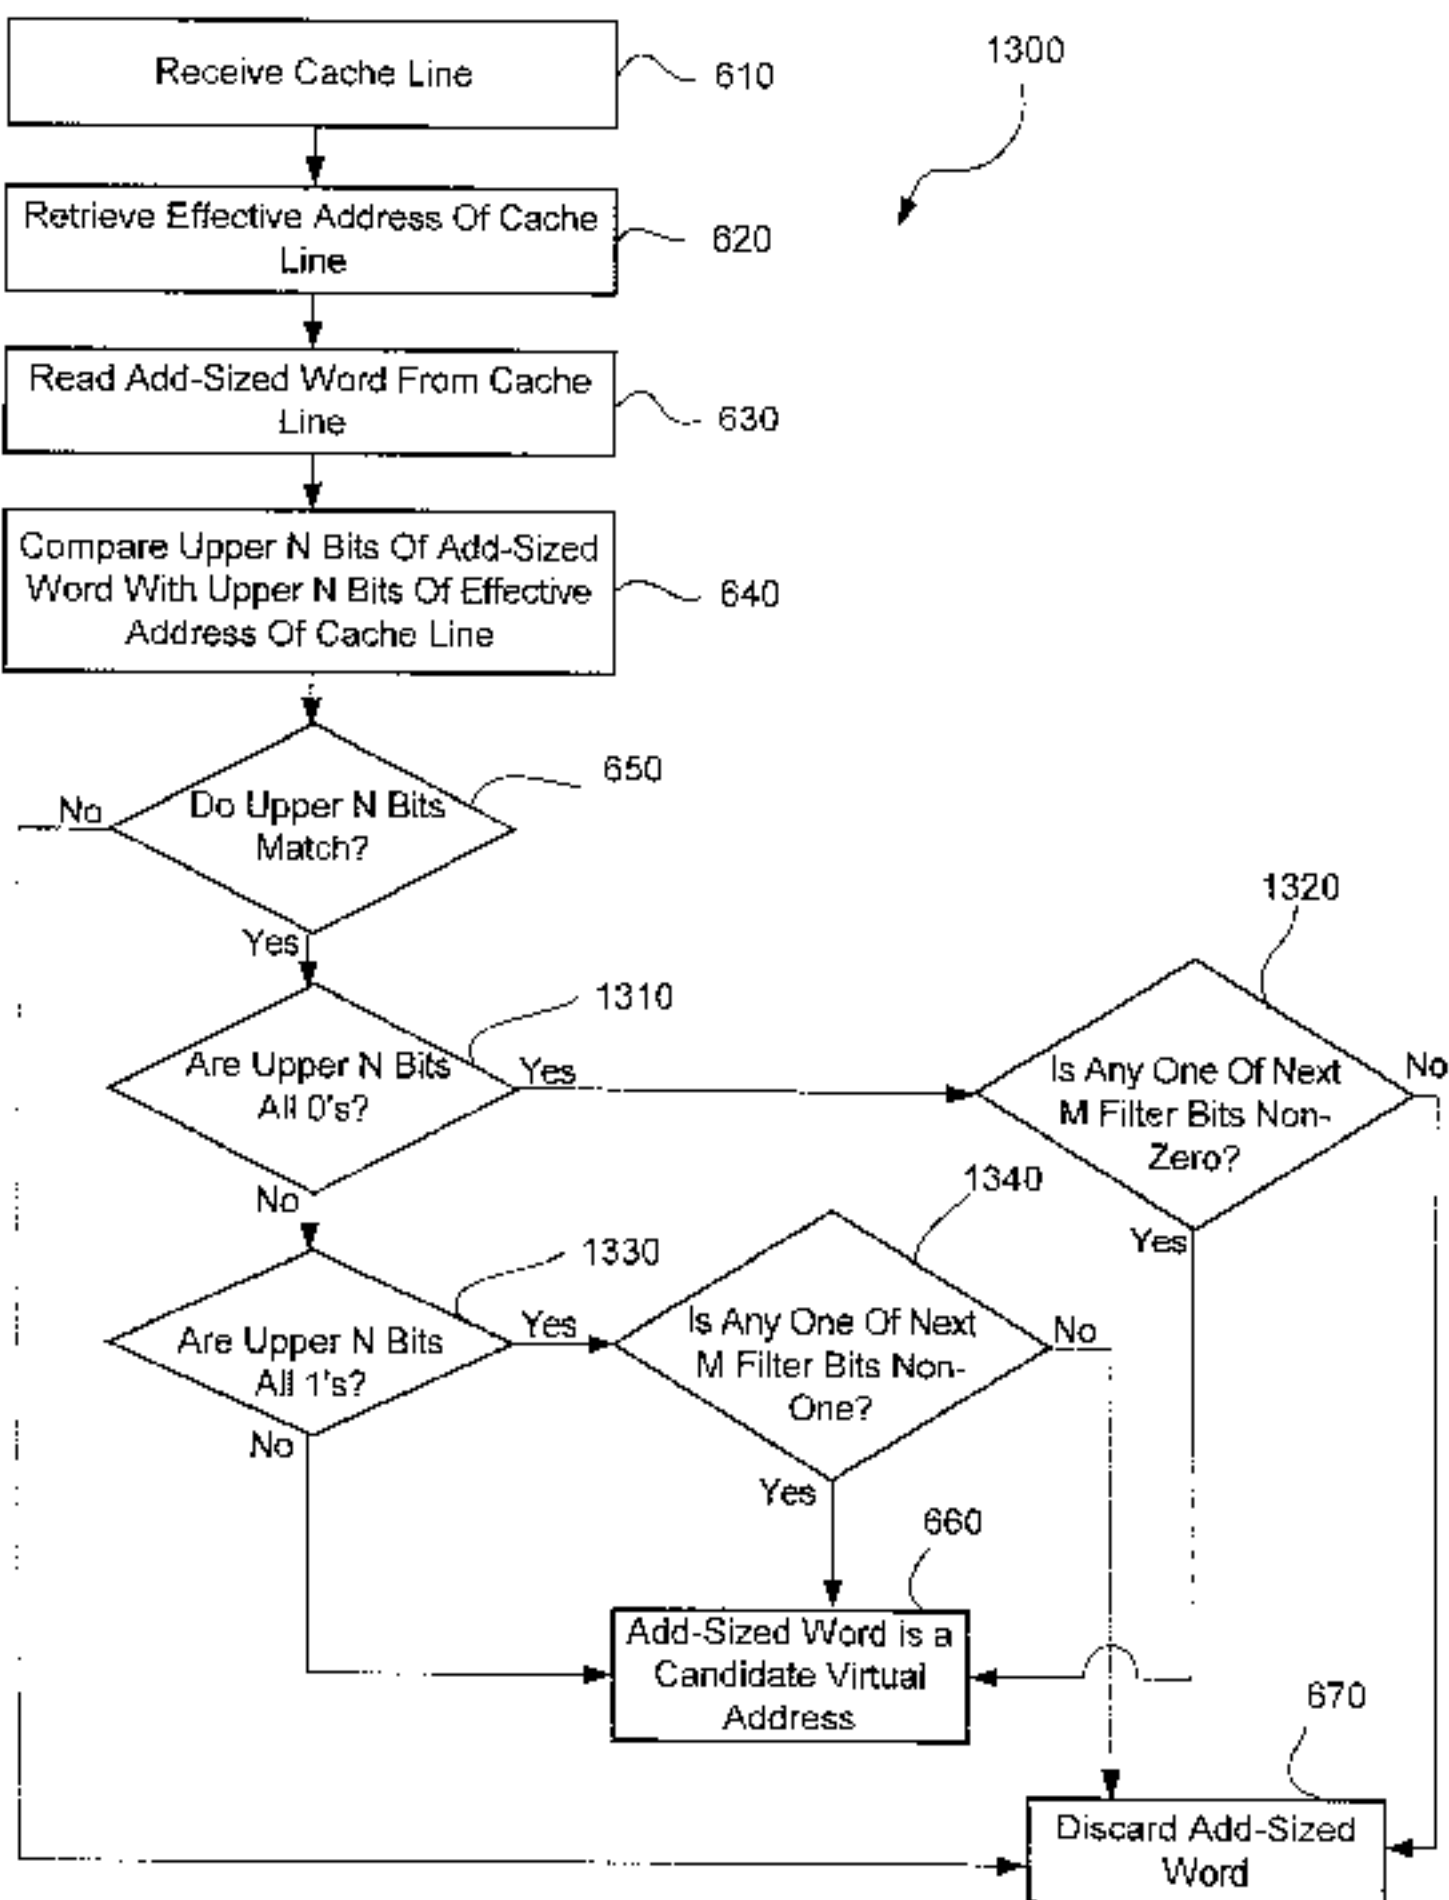 Receive Cache Line
610
1300
Retrieve Effective Address Of Cache
Line
620
Read Add-Sized Word From Cache
Line
630
Compare Upper N Bits Of Add-Sized
Word With Upper N Bits Of Effective
Address Of Cache Line
640
Do Upper N Bits
Match?
650
No
Yes
Are Upper N Bits
All 0's?
1310
Yes
No
Is Any One Of Next
M Filter Bits Non-
Zero?
1320
No
Yes
Are Upper N Bits
All 1's?
1330
Yes
No
Is Any One Of Next
M Filter Bits Non-
One?
1340
No
Yes
Add-Sized Word is a
Candidate Virtual
Address
660
Discard Add-Sized
Word
670